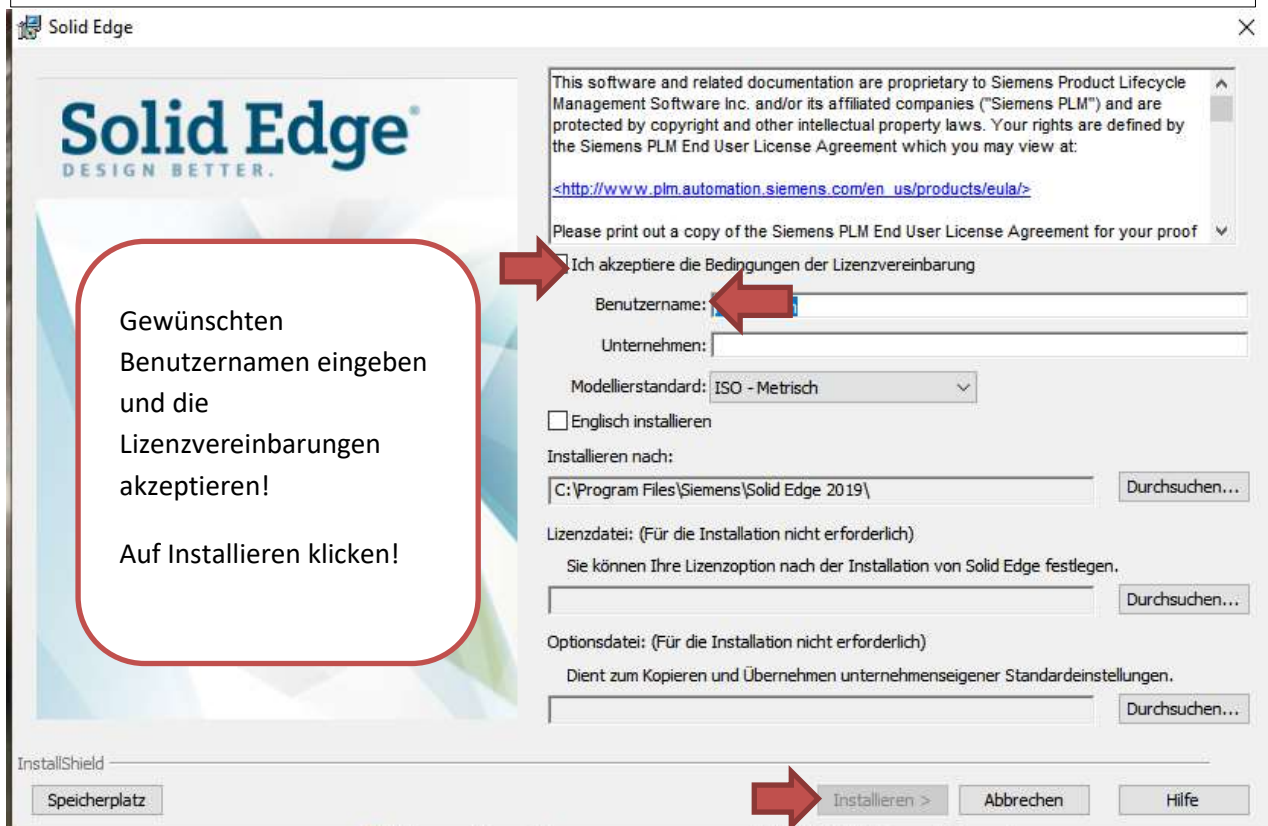 Solid Edge
Solid Edge®
DESIGN BETTER.
Gewünschten
Benutzernamen eingeben
und die
Lizenzvereinbarungen
akzeptieren!
Auf Installieren klicken!
This software and related documentation are proprietary to Siemens Product Lifecycle
Management Software Inc. and/or its affiliated companies ("Siemens PLM") and are
protected by copyright and other intellectual property laws. Your rights are defined by
the Siemens PLM End User License Agreement which you may view at:
<http://www.plm.automation.siemens.com/en_us/products/eula/>
Please print out a copy of the Siemens PLM End User License Agreement for your proof
Ich akzeptiere die Bedingungen der Lizenzvereinbarung
Benutzername:
Unternehmen:
Modellierstandard: ISO - Metrisch
Englisch installieren
Installieren nach:
C:\Program Files\Siemens\Solid Edge 2019\ Durchsuchen...
Lizenzdatei: (Für die Installation nicht erforderlich)
Sie können Ihre Lizenzoption nach der Installation von Solid Edge festlegen.
Durchsuchen...
Optionsdatei: (Für die Installation nicht erforderlich)
Dient zum Kopieren und Übernehmen unternehmenseigener Standardeinstellungen.
Durchsuchen...
InstallShield
Speicherplatz Installieren > Abbrechen Hilfe